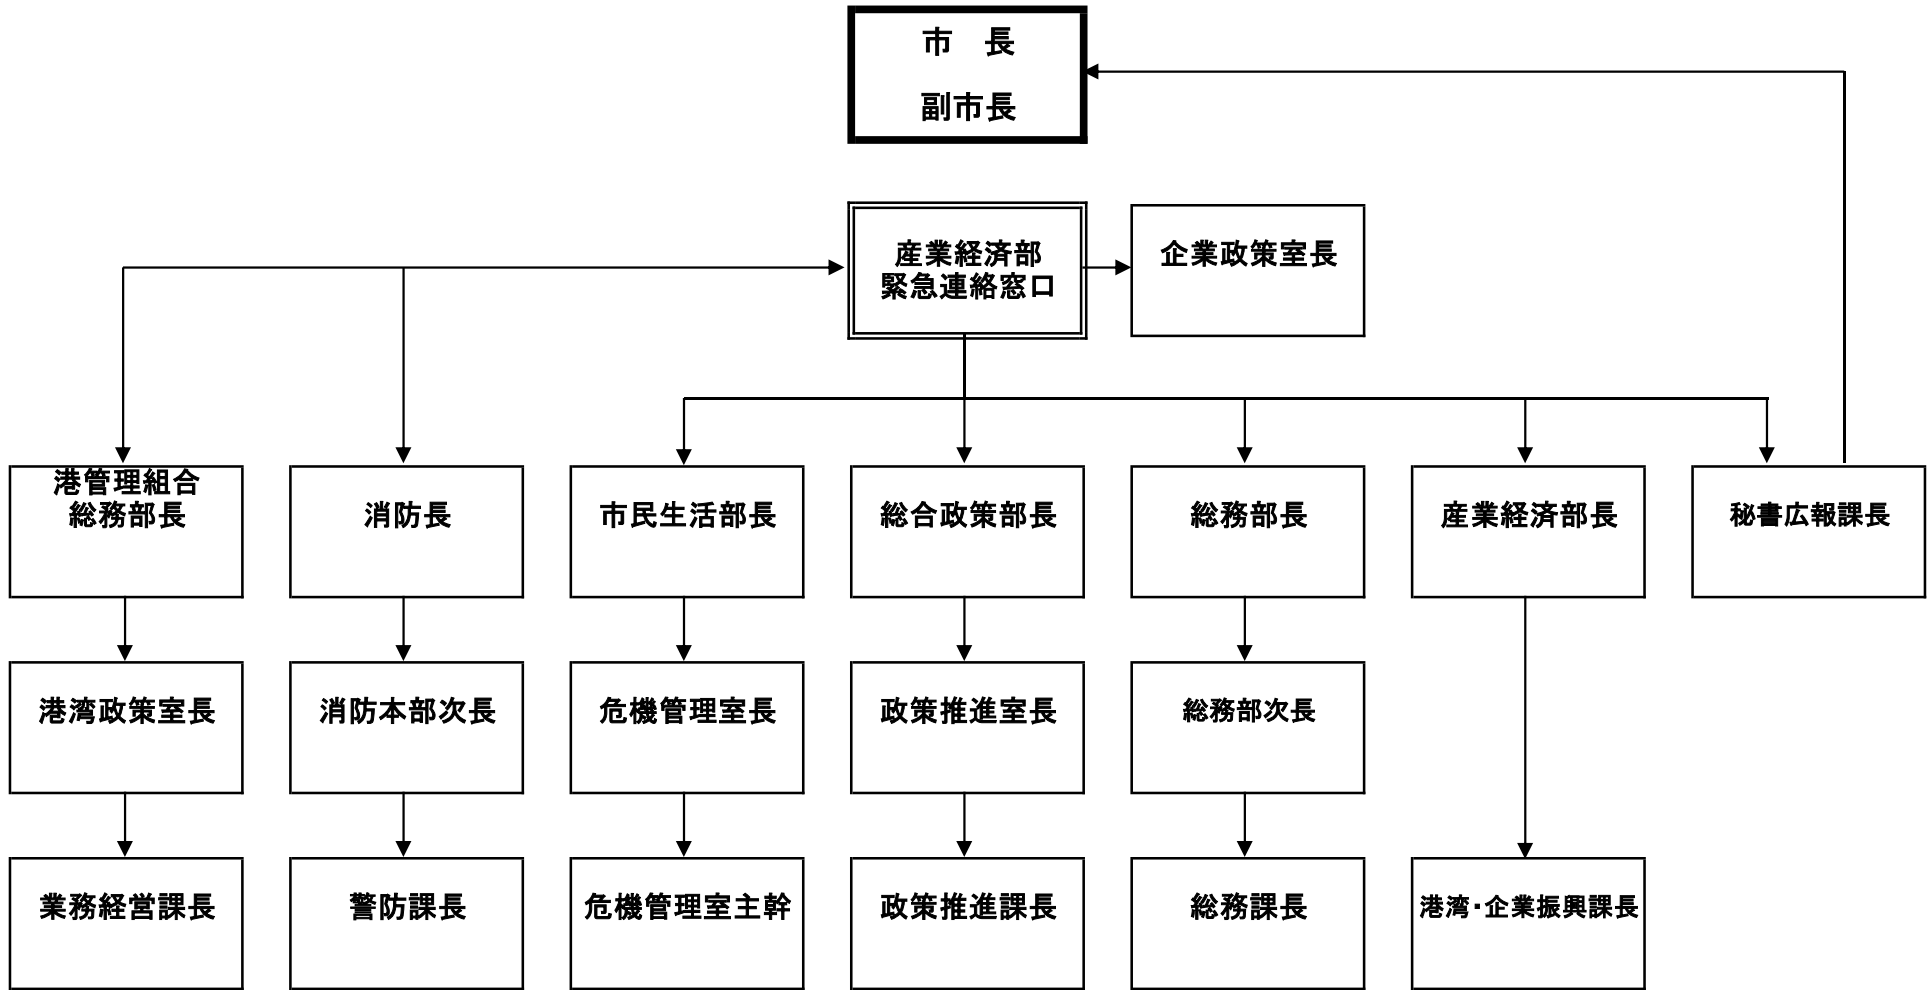 市　長
副市長
産業経済部
緊急連絡窓口
企業政策室長
港管理組合
総務部長
消防長
市民生活部長
総合政策部長
総務部長
産業経済部長
秘書広報課長
港湾政策室長
消防本部次長
危機管理室長
政策推進室長
総務部次長
業務経営課長
警防課長
危機管理室主幹
政策推進課長
総務課長
港湾・企業振興課長